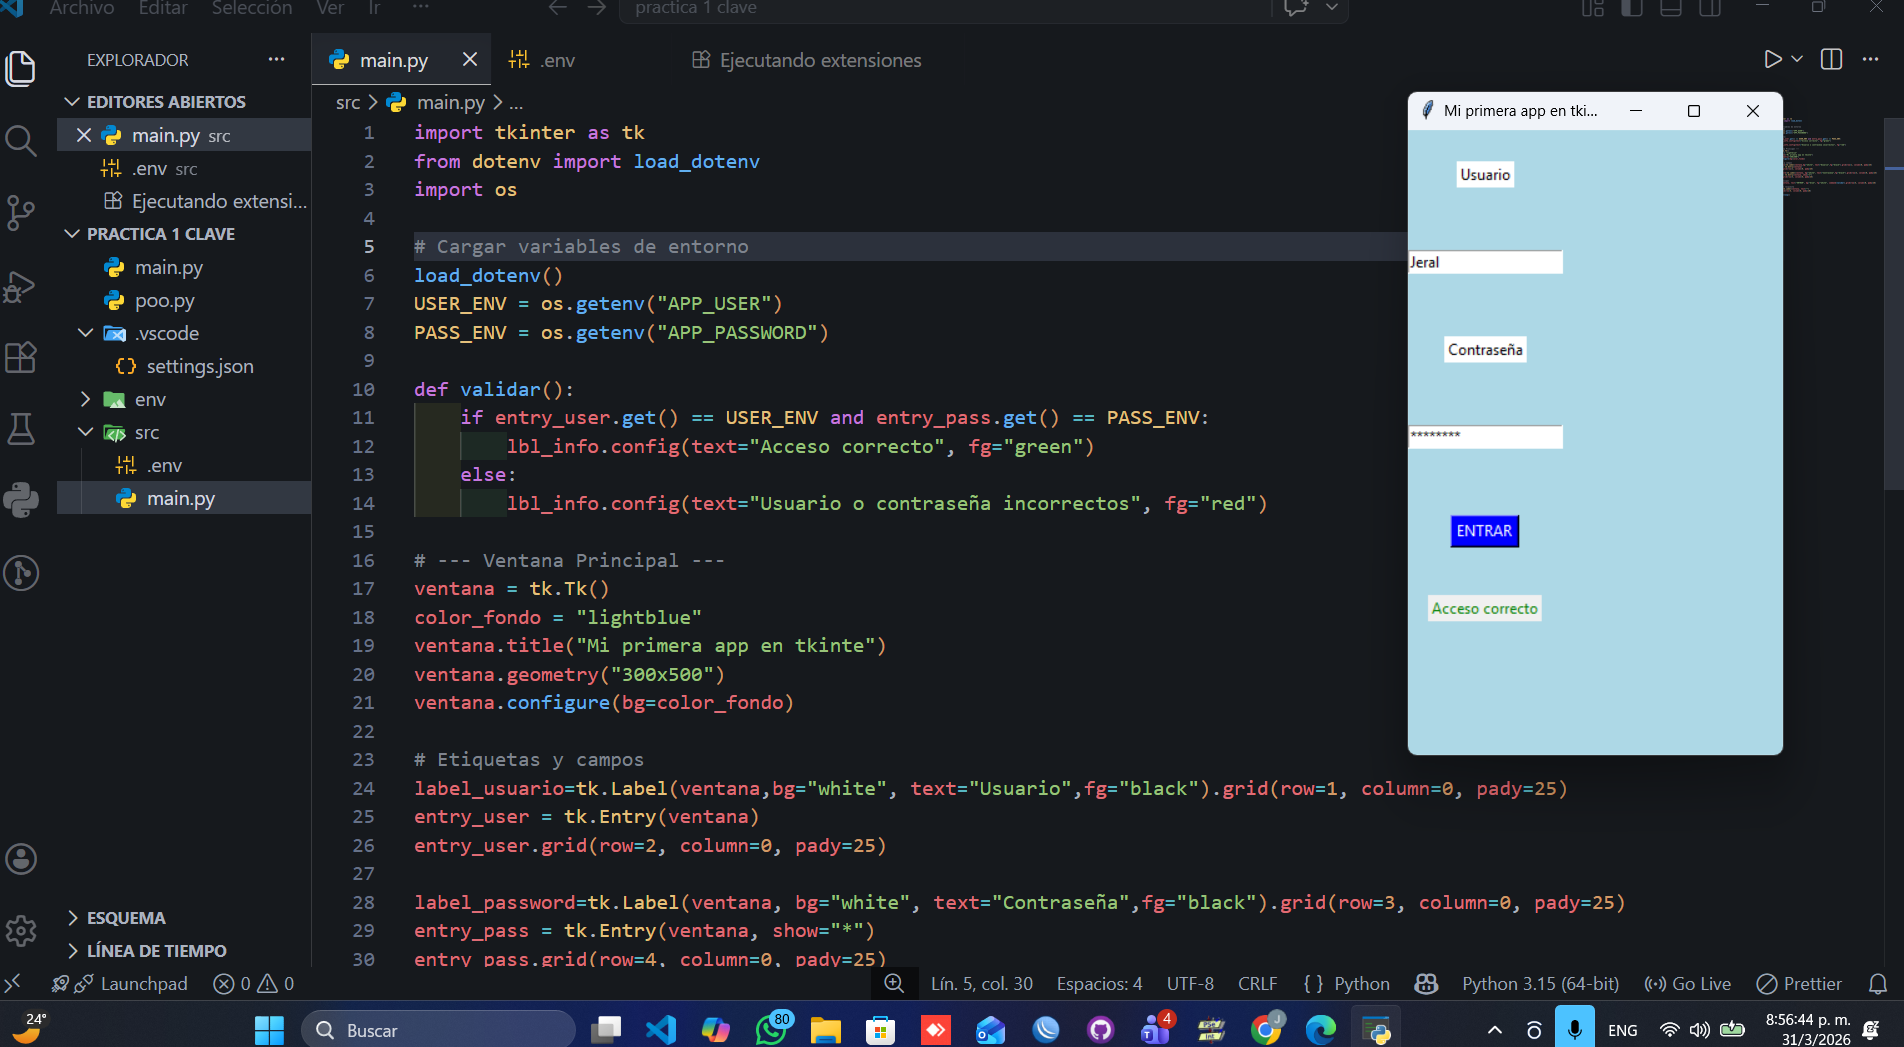 Archivo Editar Selección Ver Ir ···
practica 1 clave
EXPLORADOR ···
EDITORES ABIERTOS
main.py src
.env src
Ejecutando extensi...
PRACTICA 1 CLAVE
main.py
poo.py
.vscode
settings.json
env
src
.env
main.py
ESQUEMA
LÍNEA DE TIEMPO
main.py
.env
Ejecutando extensiones
src > main.py > ...
1 import tkinter as tk
2 from dotenv import load_dotenv
3 import os
4
5 # Cargar variables de entorno
6 load_dotenv()
7 USER_ENV = os.getenv("APP_USER")
8 PASS_ENV = os.getenv("APP_PASSWORD")
9
10 def validar():
11 if entry_user.get() == USER_ENV and entry_pass.get() == PASS_ENV:
12 lbl_info.config(text="Acceso correcto", fg="green")
13 else:
14 lbl_info.config(text="Usuario o contraseña incorrectos", fg="red")
15
16 # --- Ventana Principal ---
17 ventana = tk.Tk()
18 color_fondo = "lightblue"
19 ventana.title("Mi primera app en tkinte")
20 ventana.geometry("300x500")
21 ventana.configure(bg=color_fondo)
22
23 # Etiquetas y campos
24 label_usuario=tk.Label(ventana,bg="white", text="Usuario",fg="black").grid(row=1, column=0, pady=25)
25 entry_user = tk.Entry(ventana)
26 entry_user.grid(row=2, column=0, pady=25)
27
28 label_password=tk.Label(ventana, bg="white", text="Contraseña",fg="black").grid(row=3, column=0, pady=25)
29 entry_pass = tk.Entry(ventana, show="*")
30 entry_pass.grid(row=4, column=0, pady=25)
Mi primera app en tki...
Usuario
Jeral
Contraseña
********
ENTRAR
Acceso correcto
Launchpad 0 0
Lín. 5, col. 30 Espacios: 4 UTF-8 CRLF { } Python Python 3.15 (64-bit) Go Live Prettier
24°
Buscar
80
4
J
ENG
8:56:44 p. m.
31/3/2026